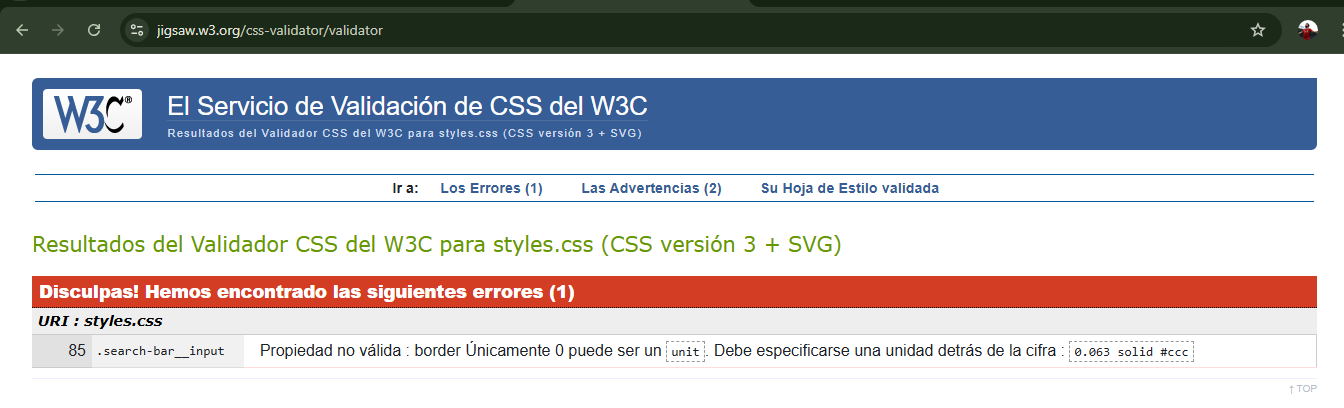 jigsaw.w3.org/css-validator/validator
W3C®
El Servicio de Validación de CSS del W3C
Resultados del Validador CSS del W3C para styles.css (CSS versión 3 + SVG)
Ir a: Los Errores (1) Las Advertencias (2) Su Hoja de Estilo validada
Resultados del Validador CSS del W3C para styles.css (CSS versión 3 + SVG)
Disculpas! Hemos encontrado las siguientes errores (1)
URI : styles.css
85 .search-bar__input Propiedad no válida : border Únicamente 0 puede ser un unit. Debe especificarse una unidad detrás de la cifra : 0.063 solid #ccc
↑ TOP